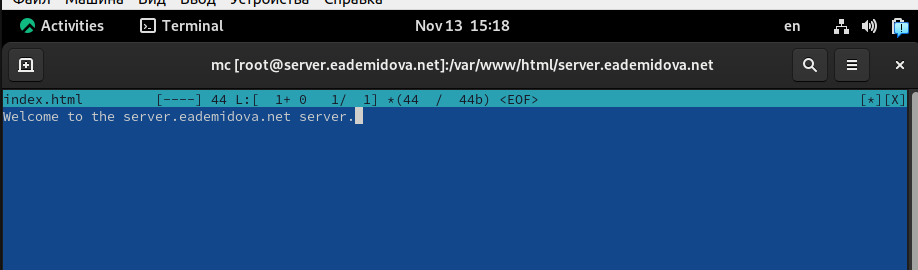 Файл Машина Вид Ввод Устройства Справка
Activities Terminal Nov 13 15:18 en
mc [root@server.eademidova.net]:/var/www/html/server.eademidova.net
index.html [----] 44 L:[ 1+ 0 1/ 1] *(44 / 44b) <EOF> [*][X]
Welcome to the server.eademidova.net server.